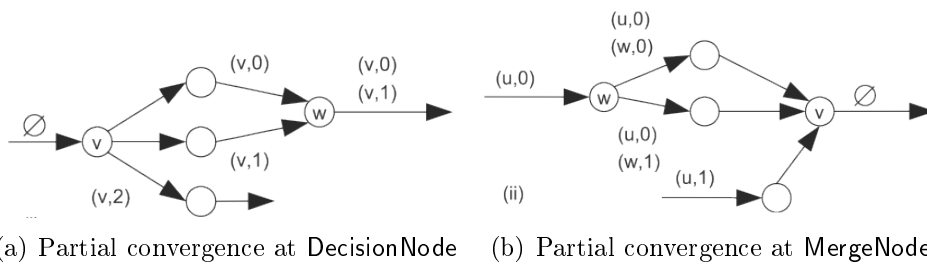 (v,0)
(v,0)
(v,1)
∅
v
w
(v,1)
(v,2)
(u,0)
(w,0)
(u,0)
w
∅
v
(u,0)
(w,1)
(u,1)
(ii)
a) Partial convergence at DecisionNode
(b) Partial convergence at MergeNode